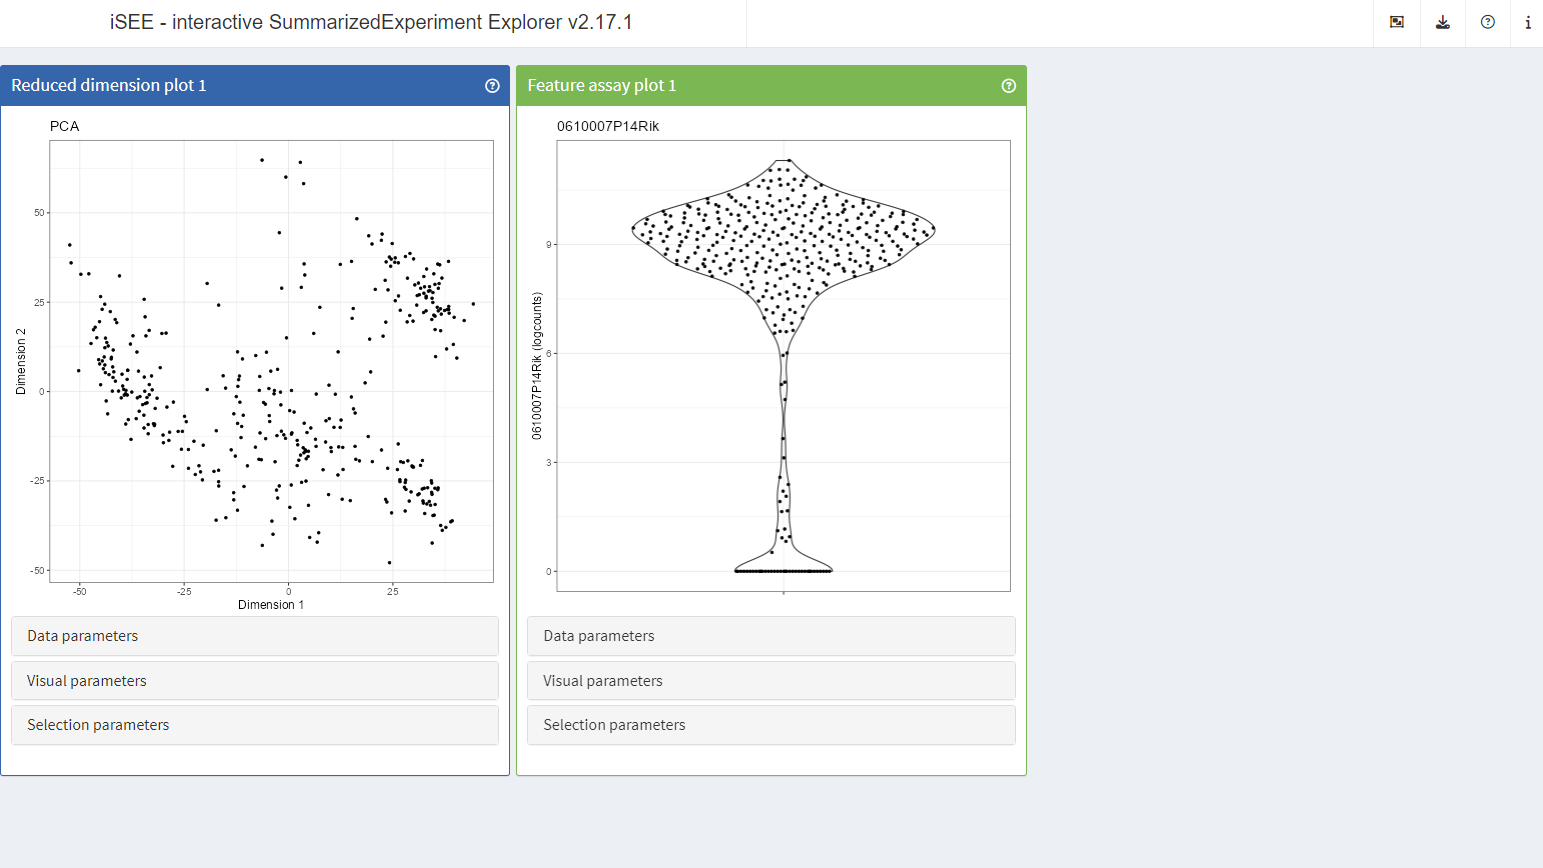 iSEE - interactive SummarizedExperiment Explorer v2.17.1
Reduced dimension plot 1
PCA
Dimension 2
50
25
0
-25
-50
-50
-25
0
25
Dimension 1
Data parameters
Visual parameters
Selection parameters
Feature assay plot 1
0610007P14Rik
0610007P14Rik (logcounts)
9
6
3
0
Data parameters
Visual parameters
Selection parameters